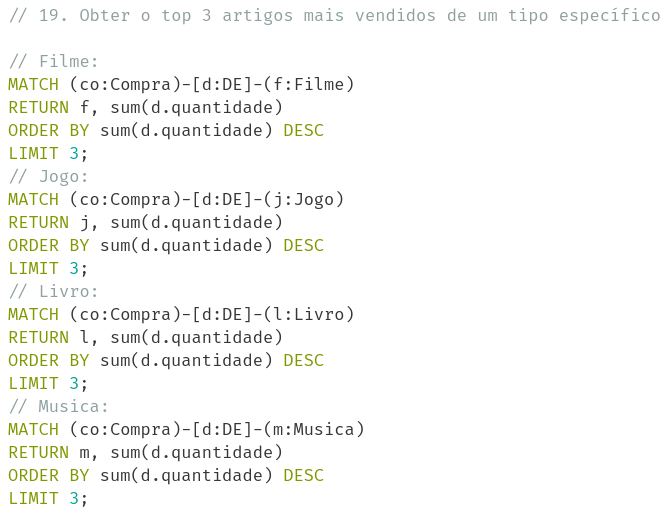 // 19. Obter o top 3 artigos mais vendidos de um tipo específico
// Filme:
MATCH (co:Compra)-[d:DE]-(f:Filme)
RETURN f, sum(d.quantidade)
ORDER BY sum(d.quantidade) DESC
LIMIT 3;
// Jogo:
MATCH (co:Compra)-[d:DE]-(j:Jogo)
RETURN j, sum(d.quantidade)
ORDER BY sum(d.quantidade) DESC
LIMIT 3;
// Livro:
MATCH (co:Compra)-[d:DE]-(l:Livro)
RETURN l, sum(d.quantidade)
ORDER BY sum(d.quantidade) DESC
LIMIT 3;
// Musica:
MATCH (co:Compra)-[d:DE]-(m:Musica)
RETURN m, sum(d.quantidade)
ORDER BY sum(d.quantidade) DESC
LIMIT 3;